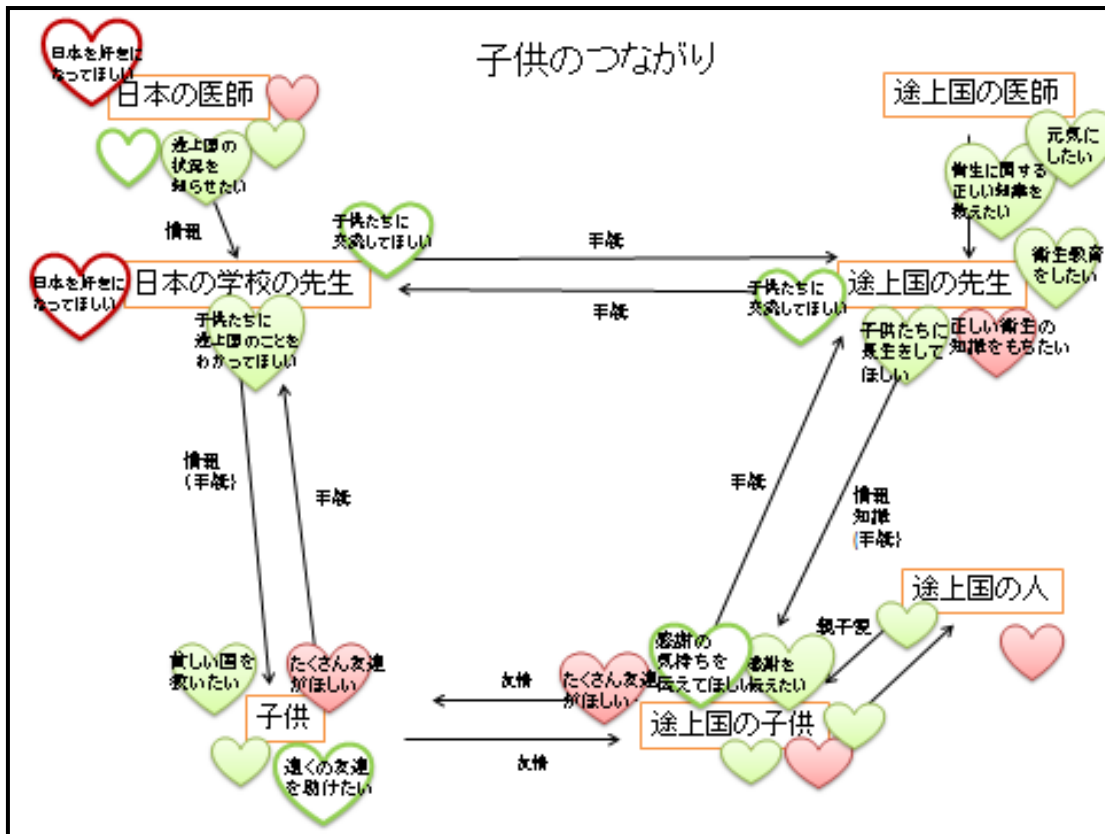 子供のつながり
日本を好きに
なってほしい
日本の医師
途上国の医師
途上国の
状況を
知らせたい
元気に
したい
衛生に関する
正しい知識を
教えたい
情報
子供たちに
交流してほしい
手紙
日本を好きに
なってほしい
日本の学校の先生
手紙
子供たちに
交流してほしい
途上国の先生
衛生教育
をしたい
子供たちに
途上国のことを
わかってほしい
子供たちに
長生きして
ほしい
正しい衛生の
知識をもちたい
情報
(手紙)
手紙
手紙
情報
知識
(手紙)
途上国の人
親子愛
貧しい国を
救いたい
たくさん友達
がほしい
友情
たくさん友達
がほしい
感謝の
気持ちを
伝えてほしい
感謝を
伝えたい
子供
途上国の子供
友情
遠くの友達
を助けたい